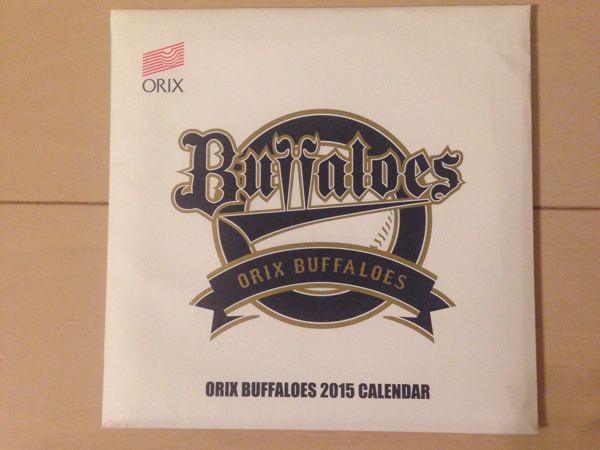 ORIX
Buffaloes
ORIX BUFFALOES
ORIX BUFFALOES 2015 CALENDAR